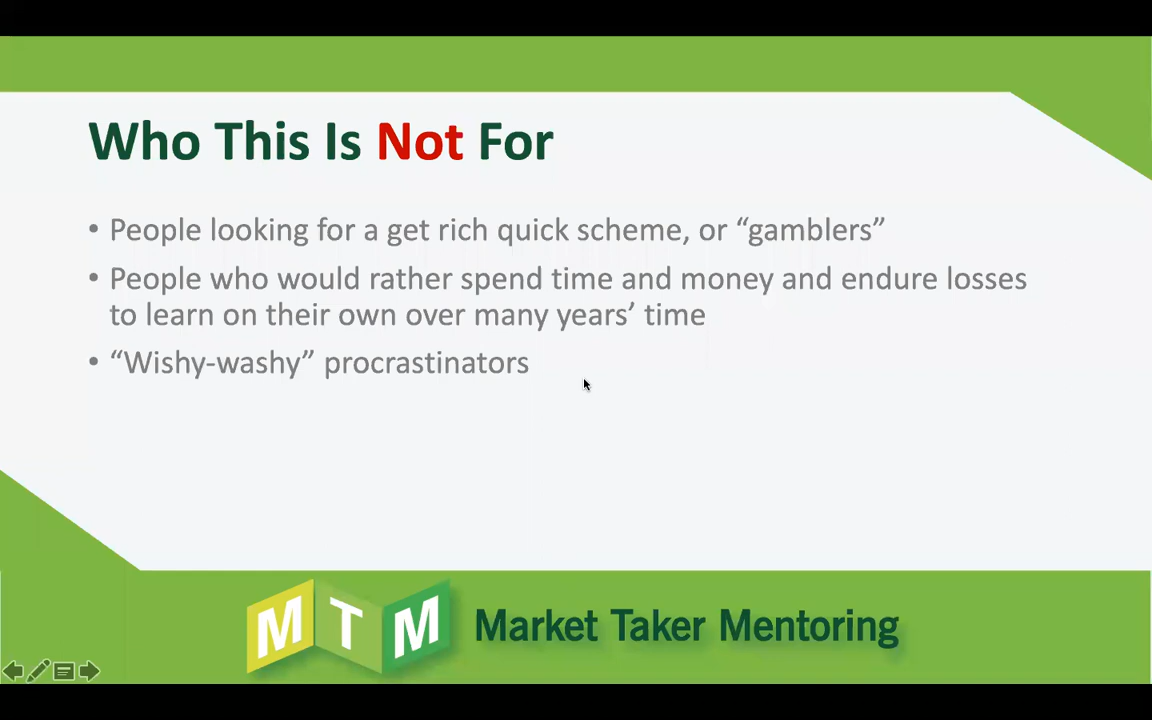 Who This Is Not For
• People looking for a get rich quick scheme, or “gamblers”
• People who would rather spend time and money and endure losses
to learn on their own over many years’ time
• “Wishy-washy” procrastinators
MTM Market Taker Mentoring